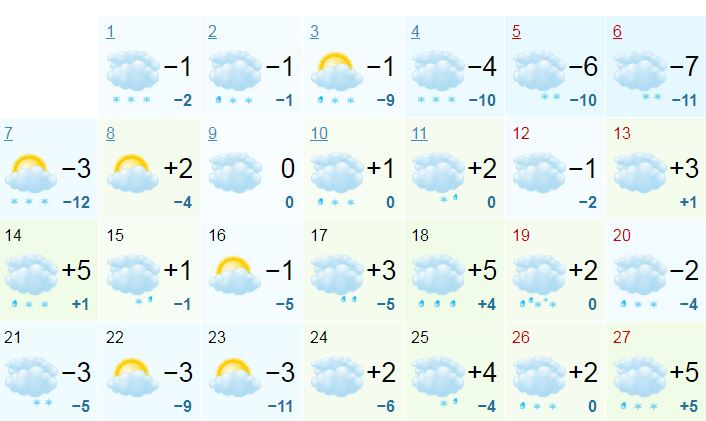 1 2 3 4 5 6
−1 −1 −1 −4 −6 −7
−2 −1 −9 −10 −10 −11
7 8 9 10 11 12 13
−3 +2 0 +1 +2 −1 +3
−12 −4 0 0 0 −2 +1
14 15 16 17 18 19 20
+5 +1 −1 +3 +5 +2 −2
+1 −1 −5 −5 +4 0 −4
21 22 23 24 25 26 27
−3 −3 −3 +2 +4 +2 +5
−5 −9 −11 −6 −4 0 +5